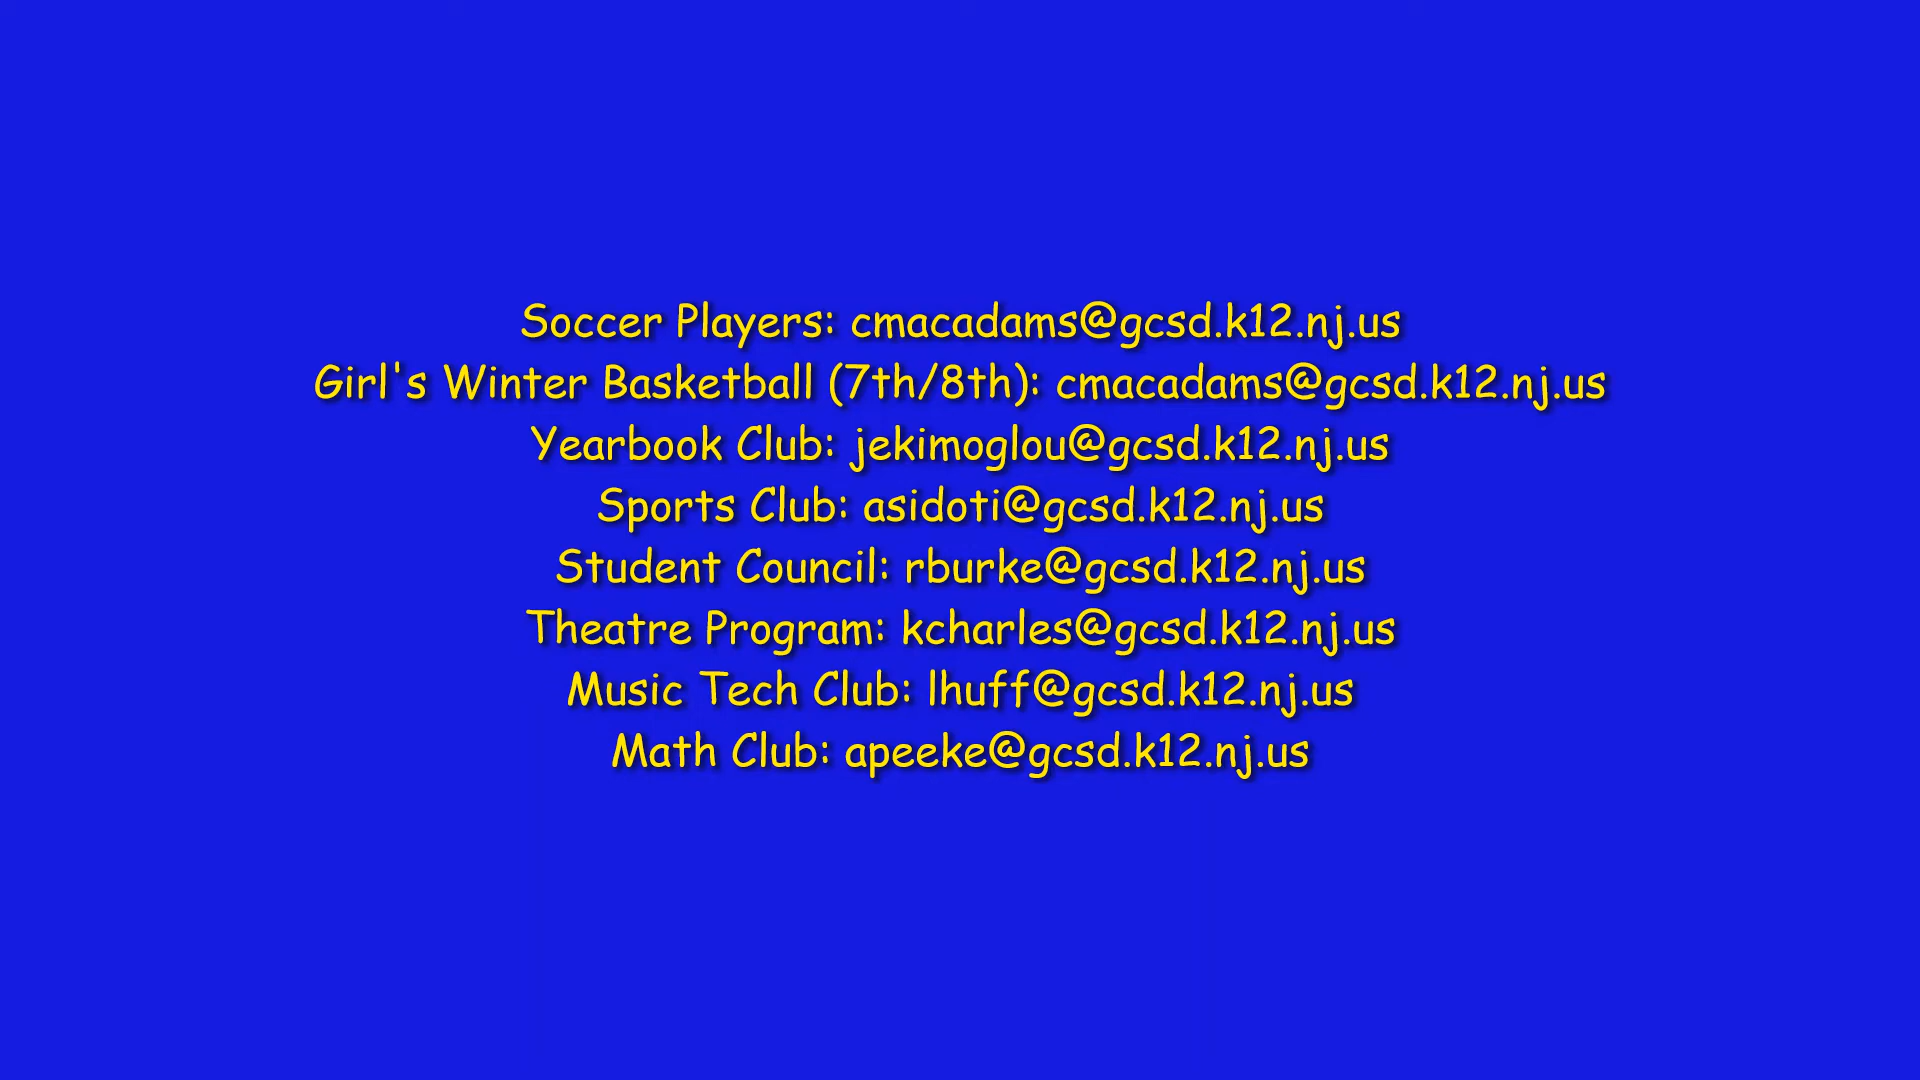 Soccer Players: cmacadams@gcsd.k12.nj.us
Girl's Winter Basketball (7th/8th): cmacadams@gcsd.k12.nj.us
Yearbook Club: jekimoglou@gcsd.k12.nj.us
Sports Club: asidoti@gcsd.k12.nj.us
Student Council: rburke@gcsd.k12.nj.us
Theatre Program: kcharles@gcsd.k12.nj.us
Music Tech Club: lhuff@gcsd.k12.nj.us
Math Club: apeeke@gcsd.k12.nj.us